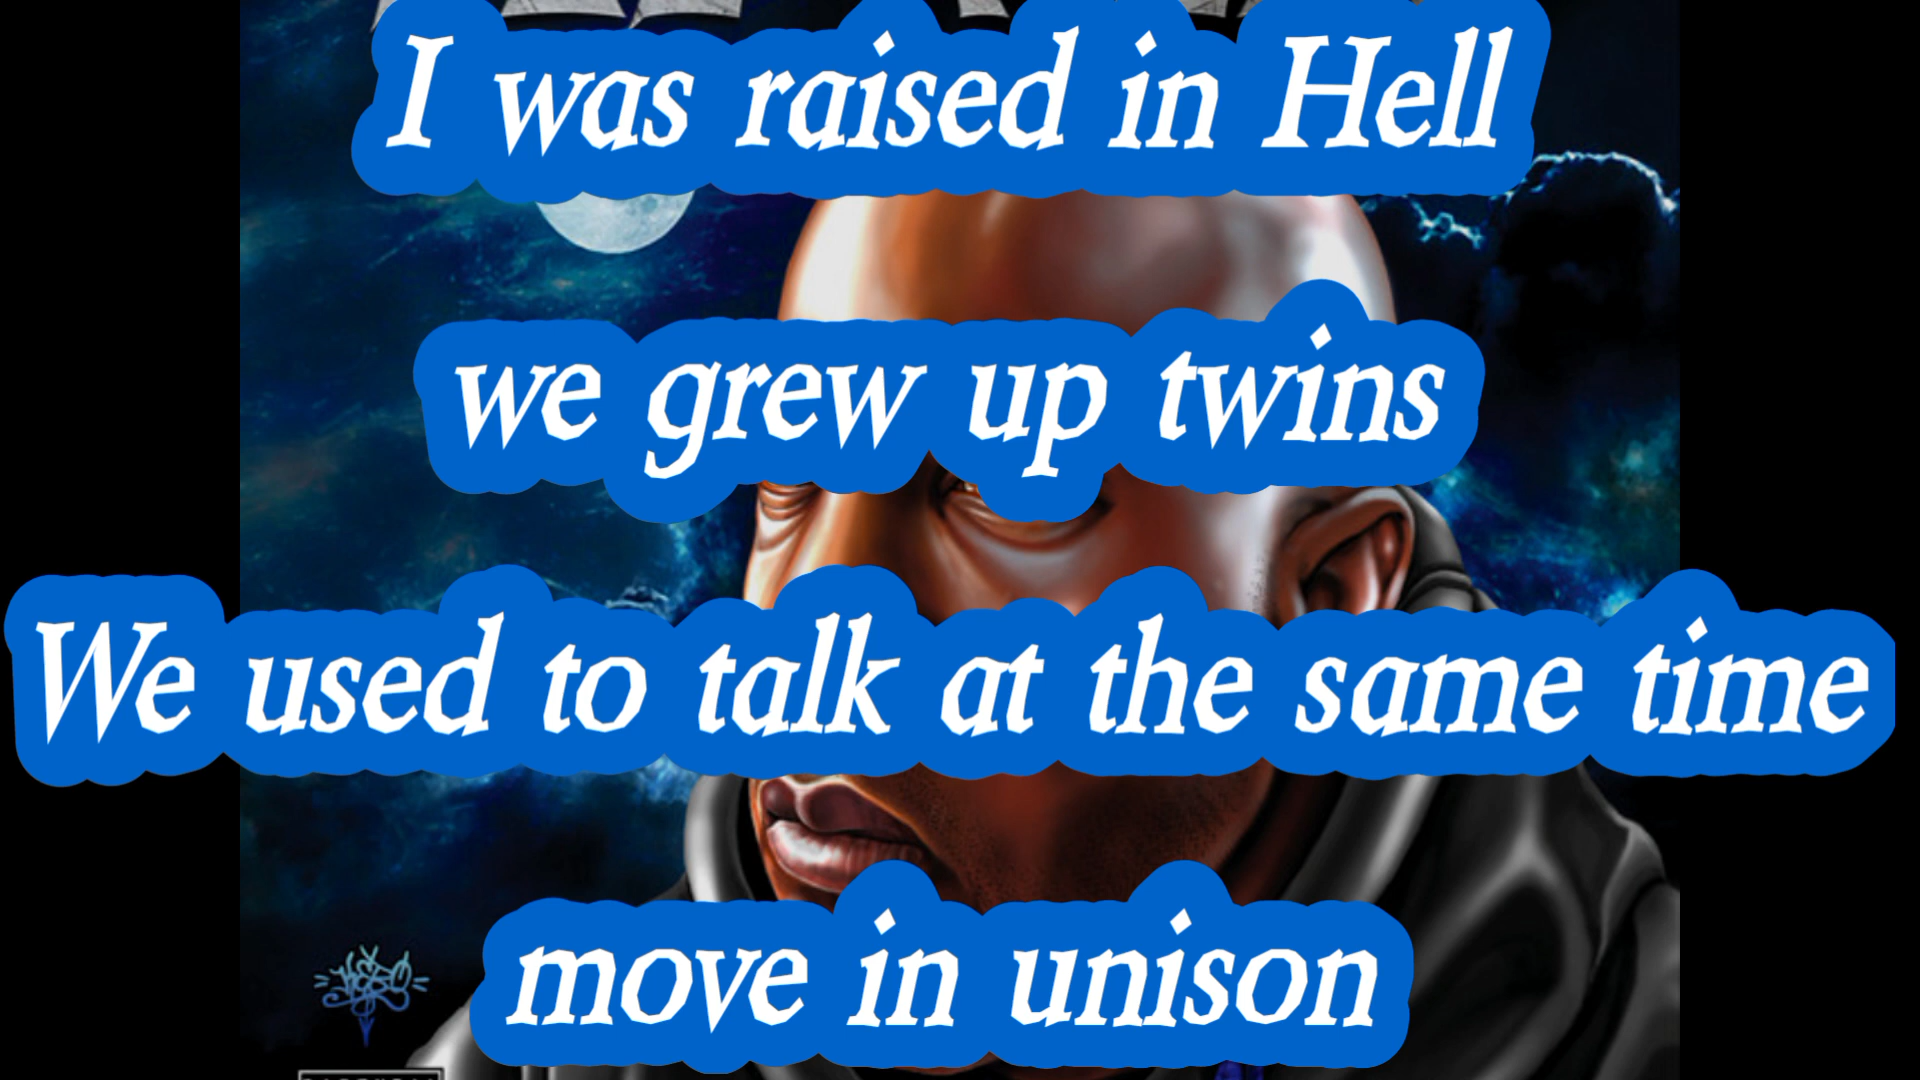 I was raised in Hell
we grew up twins
We used to talk at the same time
move in unison